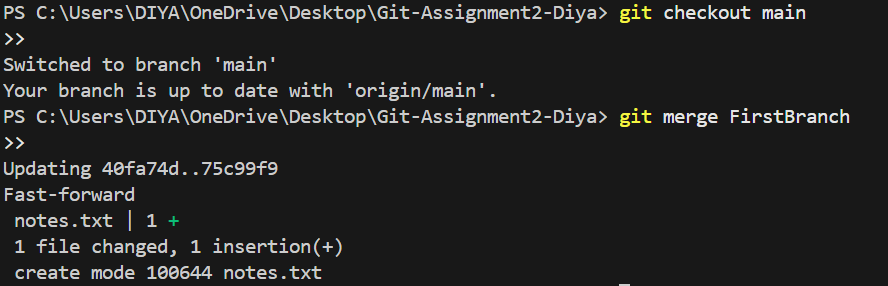 PS C:\Users\DIYA\OneDrive\Desktop\Git-Assignment2-Diya> git checkout main
>>
Switched to branch 'main'
Your branch is up to date with 'origin/main'.
PS C:\Users\DIYA\OneDrive\Desktop\Git-Assignment2-Diya> git merge FirstBranch
>>
Updating 40fa74d..75c99f9
Fast-forward
 notes.txt | 1 +
 1 file changed, 1 insertion(+)
 create mode 100644 notes.txt